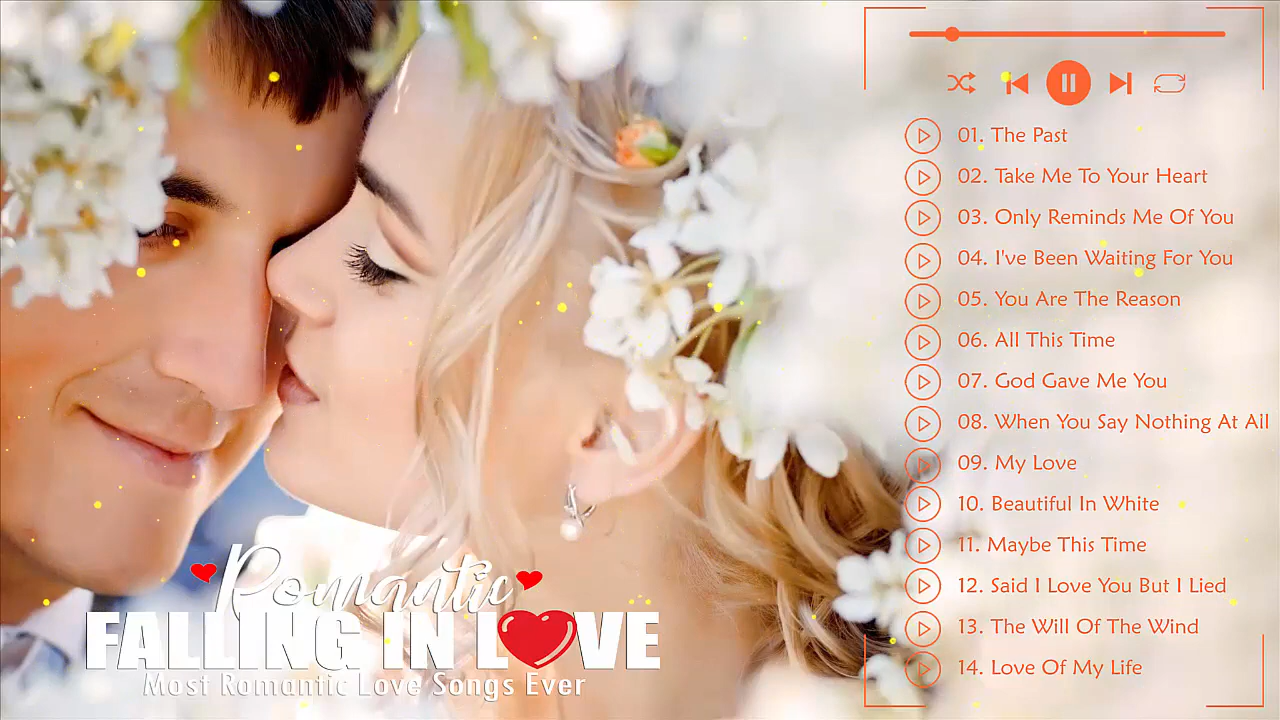 01. The Past
02. Take Me To Your Heart
03. Only Reminds Me Of You
04. I've Been Waiting For You
05. You Are The Reason
06. All This Time
07. God Gave Me You
08. When You Say Nothing At All
09. My Love
10. Beautiful In White
11. Maybe This Time
12. Said I Love You But I Lied
13. The Will Of The Wind
14. Love Of My Life
Romantic
FALLING IN LOVE
Most Romantic Love Songs Ever